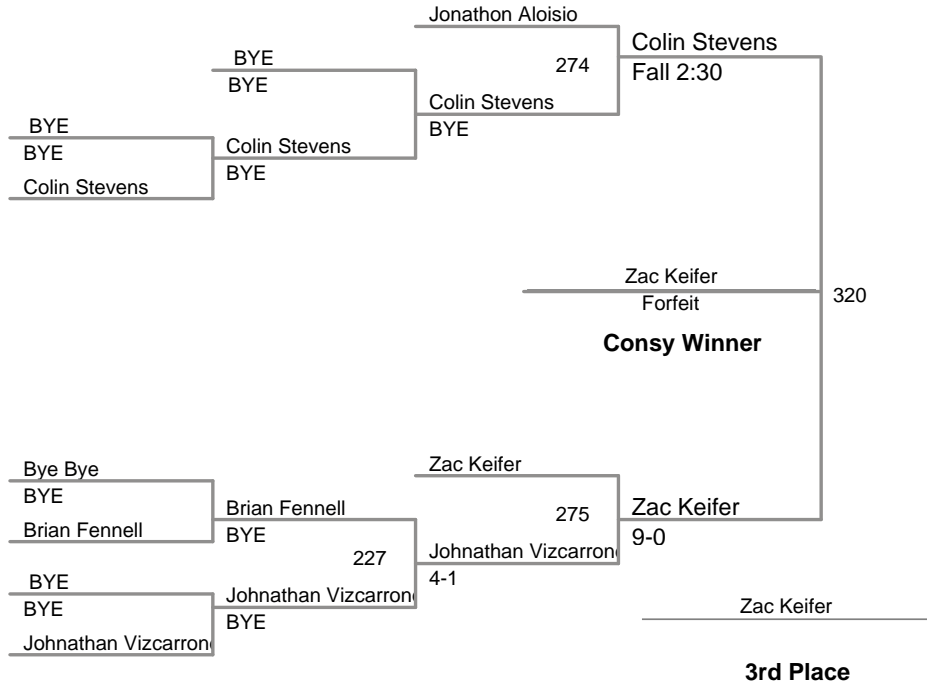 Jonathon Aloisio
Colin Stevens
274
Fall 2:30
BYE
BYE
Colin Stevens
BYE
BYE
BYE
Colin Stevens
BYE
Colin Stevens
Zac Keifer
Forfeit
320
Consy Winner
Bye Bye
BYE
Brian Fennell
Brian Fennell
BYE
Zac Keifer
275
Zac Keifer
9-0
227
Johnathan Vizcarron
4-1
BYE
BYE
Johnathan Vizcarron
BYE
Johnathan Vizcarron
Zac Keifer
3rd Place